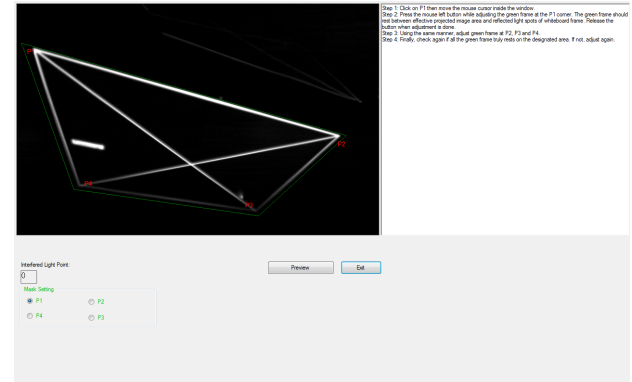 Step 1: Click on P1 then move the mouse cursor inside the window.
Step 2: Press the mouse left button while adjusting the green frame at the P1 corner. The green frame should
rest between effective projected image area and reflected light spots of whiteboard frame. Release the
button when adjustment is done.
Step 3: Using the same manner, adjust green frame at P2, P3 and P4.
Step 4: Finally, check again if all the green frame truly rests on the designated area. If not, adjust again.
P1
P2
P4
P3
Interfered Light Point:
0
Preview
Exit
Mask Setting
P1
P2
P4
P3